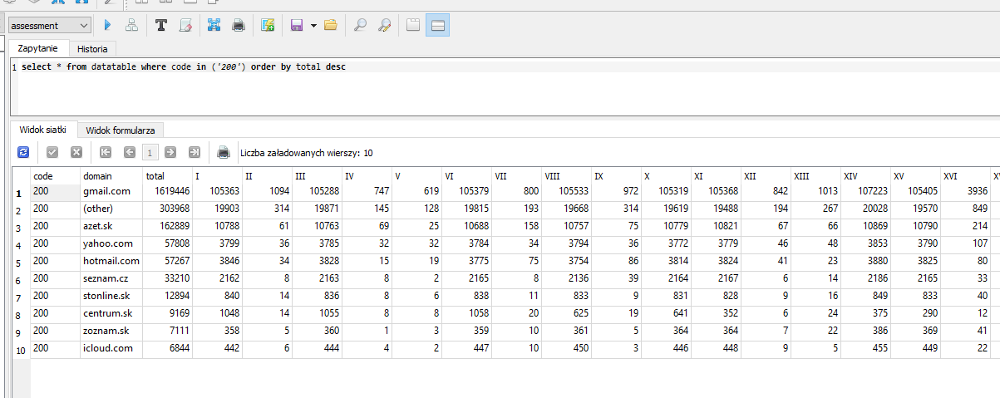 assessment
Zapytanie Historia
1 select * from datatable where code in ('200') order by total desc
Widok siatki Widok formularza
1 Liczba załadowanych wierszy: 10
code domain total I II III IV V VI VII VIII IX X XI XII XIII XIV XV XVI
1 200 gmail.com 1619446 105363 1094 105288 747 619 105379 800 105533 972 105319 105368 842 1013 107223 105405 3936
2 200 (other) 303968 19903 314 19871 145 128 19815 193 19668 314 19619 19488 194 267 20028 19570 849
3 200 azet.sk 162889 10788 61 10763 69 25 10688 158 10757 75 10779 10821 67 66 10869 10790 214
4 200 yahoo.com 57808 3799 36 3785 32 32 3784 34 3794 36 3772 3779 46 48 3853 3790 107
5 200 hotmail.com 57267 3846 34 3828 15 19 3775 75 3754 86 3814 3824 41 23 3880 3825 80
6 200 seznam.cz 33210 2162 8 2163 8 2 2165 8 2136 39 2164 2167 6 14 2186 2165 33
7 200 stonline.sk 12894 840 14 836 8 6 838 11 833 9 831 828 9 16 849 833 40
8 200 centrum.sk 9169 1048 14 1055 8 8 1058 20 625 19 641 352 6 24 375 290 12
9 200 zoznam.sk 7111 358 5 360 1 3 359 10 361 5 364 364 7 22 386 369 41
10 200 icloud.com 6844 442 6 444 4 2 447 10 450 3 446 448 9 5 455 449 22